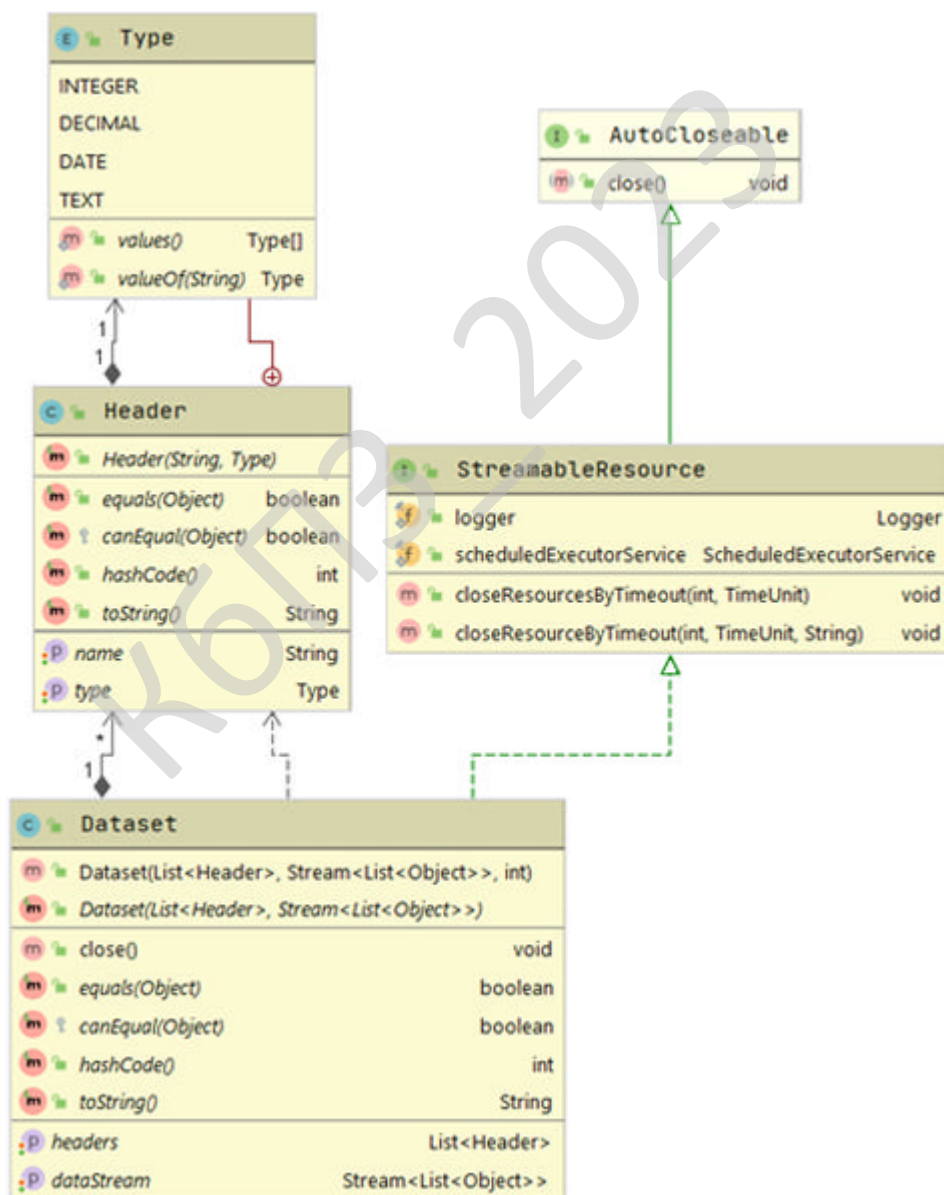 Type
INTEGER
DECIMAL
DATE
TEXT
values() Type[]
valueOf(String) Type
AutoCloseable
close() void
1
1
Header
Header(String, Type)
equals(Object) boolean
canEqual(Object) boolean
hashCode() int
toString() String
name String
type Type
StreamableResource
logger Logger
scheduledExecutorService ScheduledExecutorService
closeResourcesByTimeout(int, TimeUnit) void
closeResourceByTimeout(int, TimeUnit, String) void
*
1
Dataset
Dataset(List<Header>, Stream<List<Object>>, int)
Dataset(List<Header>, Stream<List<Object>>)
close() void
equals(Object) boolean
canEqual(Object) boolean
hashCode() int
toString() String
headers List<Header>
dataStream Stream<List<Object>>
КбПЗ_2023